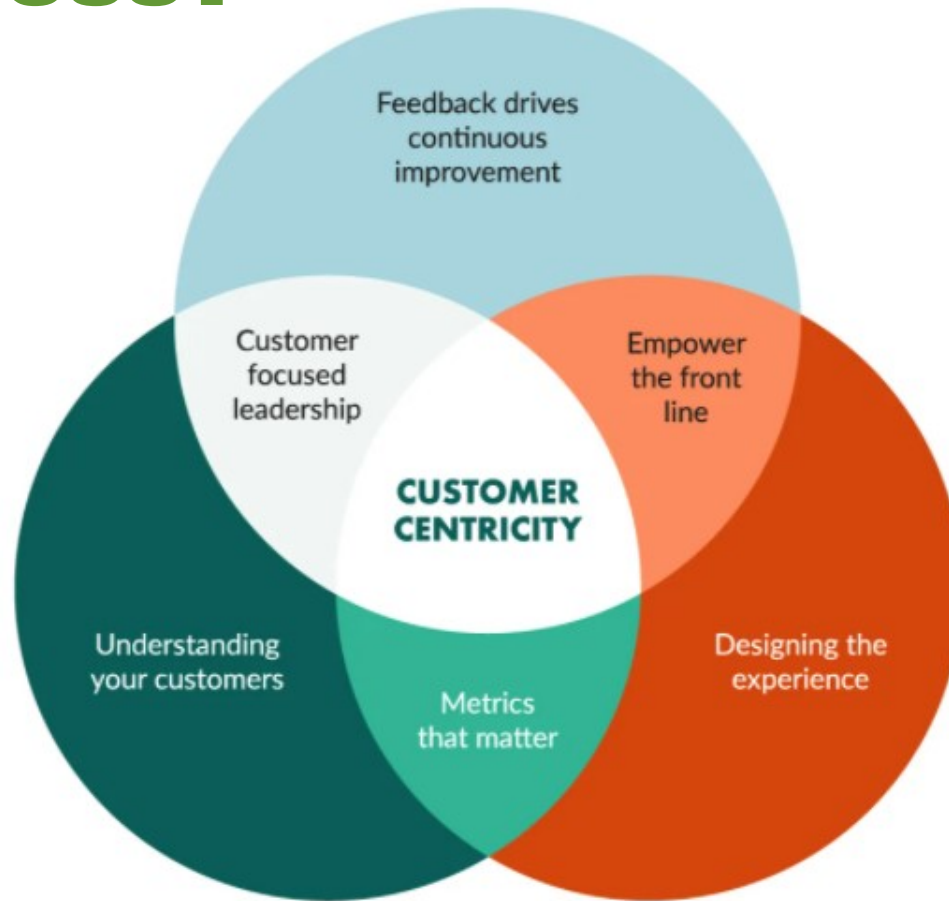 Feedback drives
continuous
improvement
Customer
focused
leadership
Empower
the front
line
CUSTOMER
CENTRICITY
Understanding
your customers
Designing the
experience
Metrics
that matter